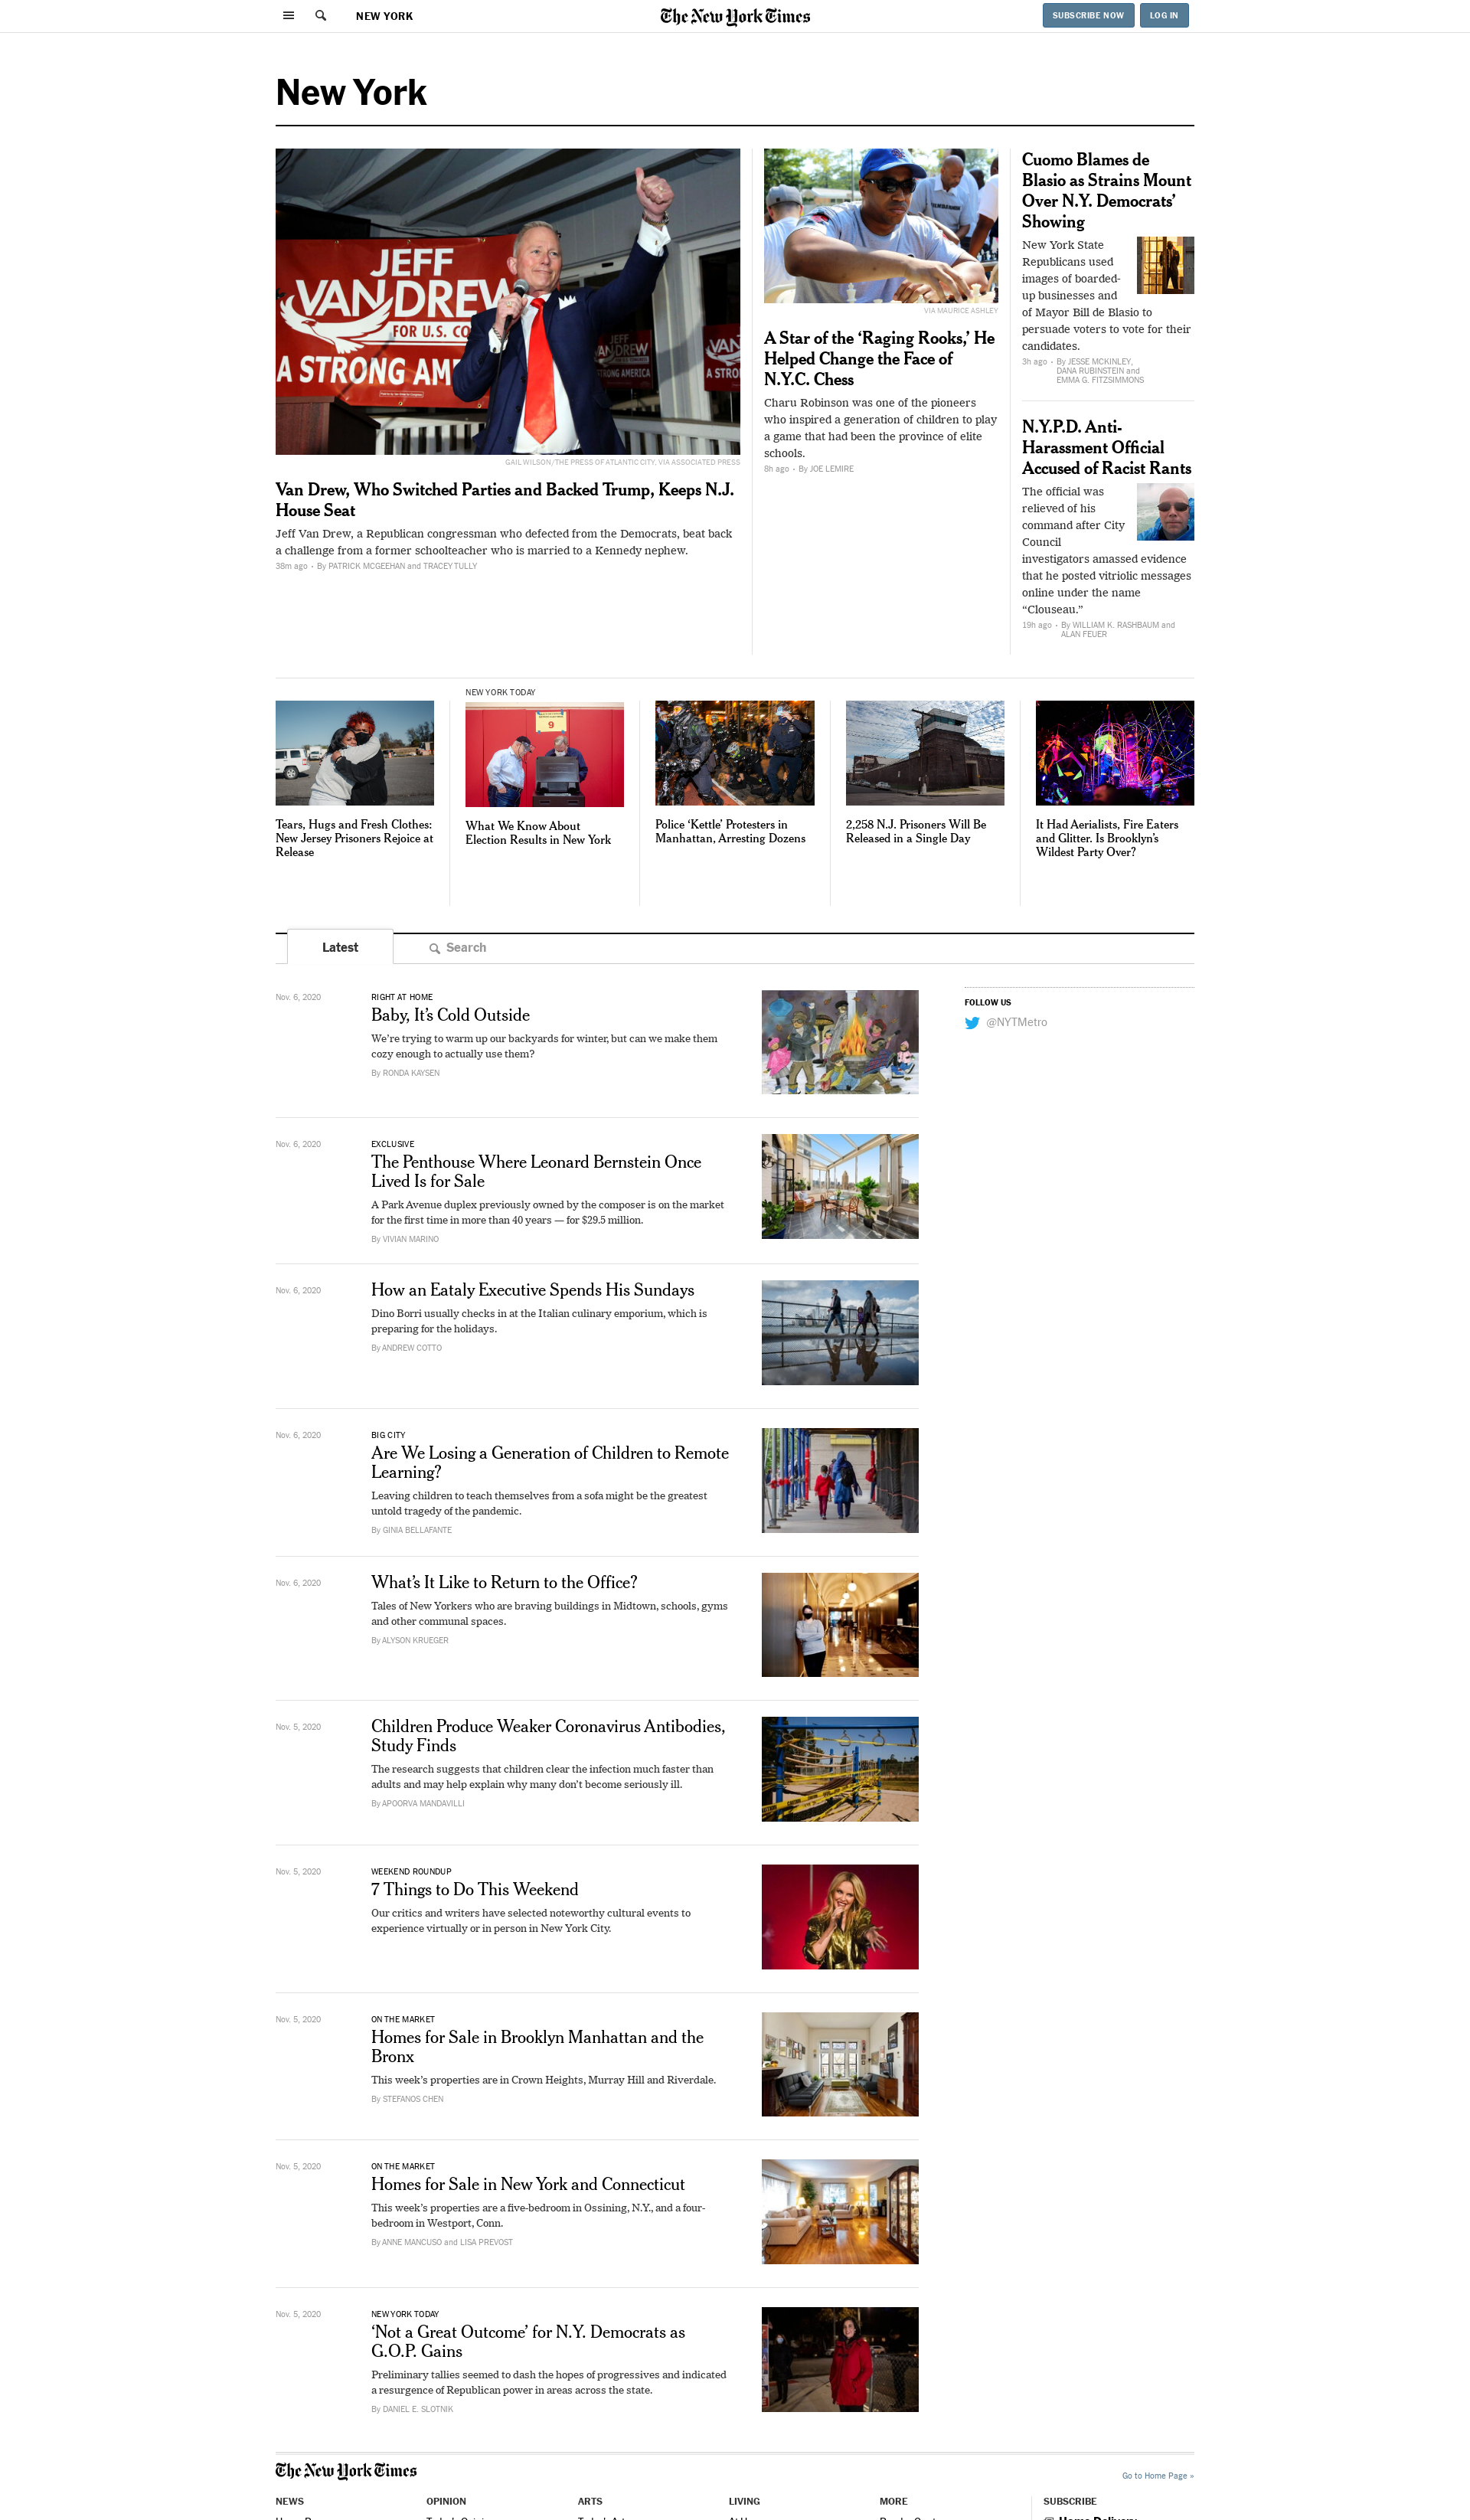 NEW YORK
The New York Times
SUBSCRIBE NOW
LOG IN
New York
JEFF
VAN DREW
FOR U.S. CO
A STRONG AMERICA
GAIL WILSON/THE PRESS OF ATLANTIC CITY, VIA ASSOCIATED PRESS
Van Drew, Who Switched Parties and Backed Trump, Keeps N.J.
House Seat
Jeff Van Drew, a Republican congressman who defected from the Democrats, beat back
a challenge from a former schoolteacher who is married to a Kennedy nephew.
38m ago • By PATRICK MCGEEHAN and TRACEY TULLY
VIA MAURICE ASHLEY
A Star of the ‘Raging Rooks,’ He
Helped Change the Face of
N.Y.C. Chess
Charu Robinson was one of the pioneers
who inspired a generation of children to play
a game that had been the province of elite
schools.
8h ago • By JOE LEMIRE
Cuomo Blames de
Blasio as Strains Mount
Over N.Y. Democrats’
Showing
New York State
Republicans used
images of boarded-
up businesses and
of Mayor Bill de Blasio to
persuade voters to vote for their
candidates.
3h ago • By JESSE MCKINLEY,
DANA RUBINSTEIN and
EMMA G. FITZSIMMONS
N.Y.P.D. Anti-
Harassment Official
Accused of Racist Rants
The official was
relieved of his
command after City
Council
investigators amassed evidence
that he posted vitriolic messages
online under the name
“Clouseau.”
19h ago • By WILLIAM K. RASHBAUM and
ALAN FEUER
Tears, Hugs and Fresh Clothes:
New Jersey Prisoners Rejoice at
Release
NEW YORK TODAY
9
What We Know About
Election Results in New York
Police ‘Kettle’ Protesters in
Manhattan, Arresting Dozens
2,258 N.J. Prisoners Will Be
Released in a Single Day
It Had Aerialists, Fire Eaters
and Glitter. Is Brooklyn’s
Wildest Party Over?
Latest
Search
Nov. 6, 2020
RIGHT AT HOME
Baby, It’s Cold Outside
We’re trying to warm up our backyards for winter, but can we make them
cozy enough to actually use them?
By RONDA KAYSEN
FOLLOW US
@NYTMetro
Nov. 6, 2020
EXCLUSIVE
The Penthouse Where Leonard Bernstein Once
Lived Is for Sale
A Park Avenue duplex previously owned by the composer is on the market
for the first time in more than 40 years — for $29.5 million.
By VIVIAN MARINO
Nov. 6, 2020
How an Eataly Executive Spends His Sundays
Dino Borri usually checks in at the Italian culinary emporium, which is
preparing for the holidays.
By ANDREW COTTO
Nov. 6, 2020
BIG CITY
Are We Losing a Generation of Children to Remote
Learning?
Leaving children to teach themselves from a sofa might be the greatest
untold tragedy of the pandemic.
By GINIA BELLAFANTE
Nov. 6, 2020
What’s It Like to Return to the Office?
Tales of New Yorkers who are braving buildings in Midtown, schools, gyms
and other communal spaces.
By ALYSON KRUEGER
Nov. 5, 2020
Children Produce Weaker Coronavirus Antibodies,
Study Finds
The research suggests that children clear the infection much faster than
adults and may help explain why many don’t become seriously ill.
By APOORVA MANDAVILLI
Nov. 5, 2020
WEEKEND ROUNDUP
7 Things to Do This Weekend
Our critics and writers have selected noteworthy cultural events to
experience virtually or in person in New York City.
Nov. 5, 2020
ON THE MARKET
Homes for Sale in Brooklyn Manhattan and the
Bronx
This week’s properties are in Crown Heights, Murray Hill and Riverdale.
By STEFANOS CHEN
Nov. 5, 2020
ON THE MARKET
Homes for Sale in New York and Connecticut
This week’s properties are a five-bedroom in Ossining, N.Y., and a four-
bedroom in Westport, Conn.
By ANNE MANCUSO and LISA PREVOST
Nov. 5, 2020
NEW YORK TODAY
‘Not a Great Outcome’ for N.Y. Democrats as
G.O.P. Gains
Preliminary tallies seemed to dash the hopes of progressives and indicated
a resurgence of Republican power in areas across the state.
By DANIEL E. SLOTNIK
The New York Times
Go to Home Page »
NEWS
OPINION
ARTS
LIVING
MORE
SUBSCRIBE